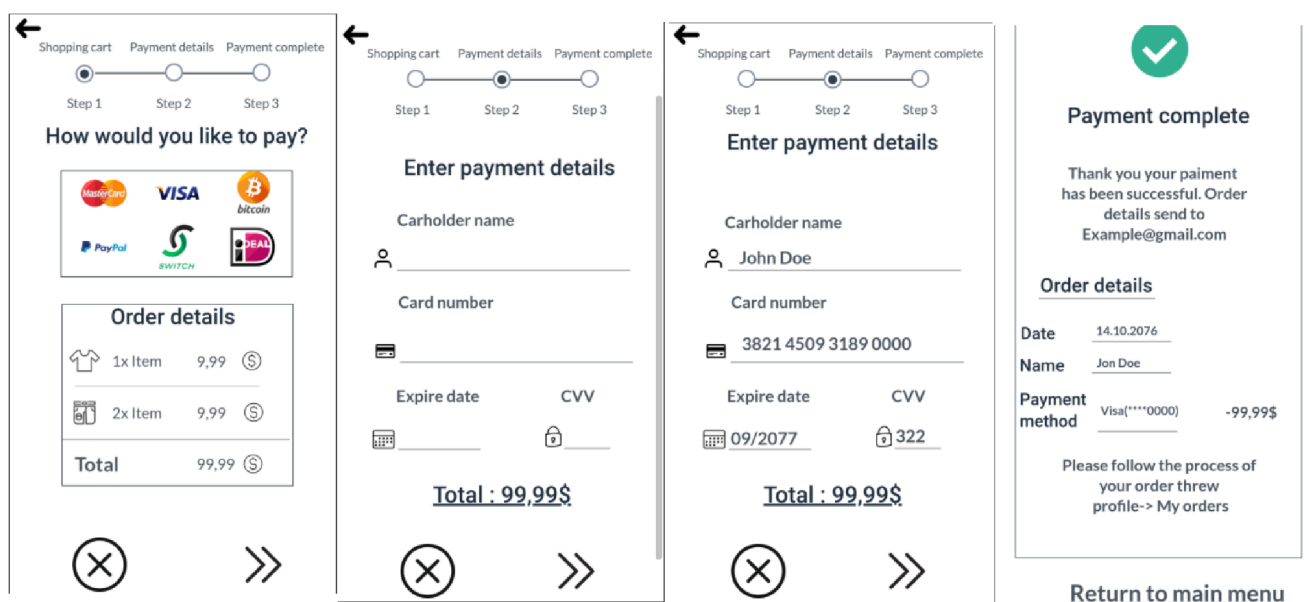 Shopping cart Payment details Payment complete
Step 1 Step 2 Step 3
How would you like to pay?
MasterCard VISA bitcoin
PayPal SWITCH iDEAL
Order details
1x Item 9,99 $
2x Item 9,99 $
Total 99,99 $
Shopping cart Payment details Payment complete
Step 1 Step 2 Step 3
Enter payment details
Carholder name
Card number
Expire date CVV
Total : 99,99$
Shopping cart Payment details Payment complete
Step 1 Step 2 Step 3
Enter payment details
Carholder name
John Doe
Card number
3821 4509 3189 0000
Expire date CVV
09/2077 322
Total : 99,99$
Payment complete
Thank you your paiment
has been successful. Order
details send to
Example@gmail.com
Order details
Date 14.10.2076
Name Jon Doe
Payment
method Visa(****0000) -99,99$
Please follow the process of
your order threw
profile-> My orders
Return to main menu